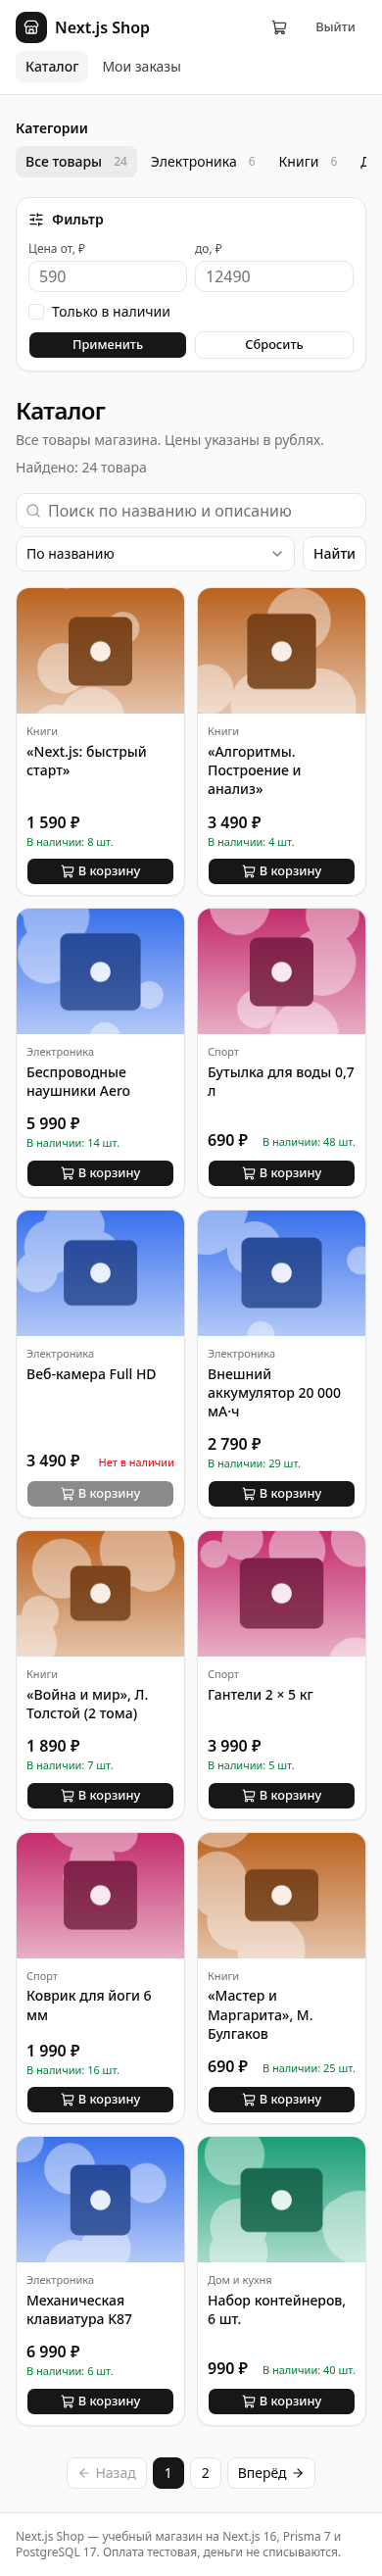 Next.js Shop
Выйти
Каталог
Мои заказы
Категории
Все товары 24
Электроника 6
Книги 6
Фильтр
Цена от, ₽
до, ₽
590
12490
Только в наличии
Применить
Сбросить
Каталог
Все товары магазина. Цены указаны в рублях.
Найдено: 24 товара
Поиск по названию и описанию
По названию
Найти
Книги
«Next.js: быстрый
старт»
1 590 ₽
В наличии: 8 шт.
В корзину
Книги
«Алгоритмы.
Построение и
анализ»
3 490 ₽
В наличии: 4 шт.
В корзину
Электроника
Беспроводные
наушники Aero
5 990 ₽
В наличии: 14 шт.
В корзину
Спорт
Бутылка для воды 0,7
л
690 ₽
В наличии: 48 шт.
В корзину
Электроника
Веб-камера Full HD
3 490 ₽
Нет в наличии
В корзину
Электроника
Внешний
аккумулятор 20 000
мА·ч
2 790 ₽
В наличии: 29 шт.
В корзину
Книги
«Война и мир», Л.
Толстой (2 тома)
1 890 ₽
В наличии: 7 шт.
В корзину
Спорт
Гантели 2 × 5 кг
3 990 ₽
В наличии: 5 шт.
В корзину
Спорт
Коврик для йоги 6
мм
1 990 ₽
В наличии: 16 шт.
В корзину
Книги
«Мастер и
Маргарита», М.
Булгаков
690 ₽
В наличии: 25 шт.
В корзину
Электроника
Механическая
клавиатура K87
6 990 ₽
В наличии: 6 шт.
В корзину
Дом и кухня
Набор контейнеров,
6 шт.
990 ₽
В наличии: 40 шт.
В корзину
Назад
1
2
Вперёд
Next.js Shop — учебный магазин на Next.js 16, Prisma 7 и
PostgreSQL 17. Оплата тестовая, деньги не списываются.